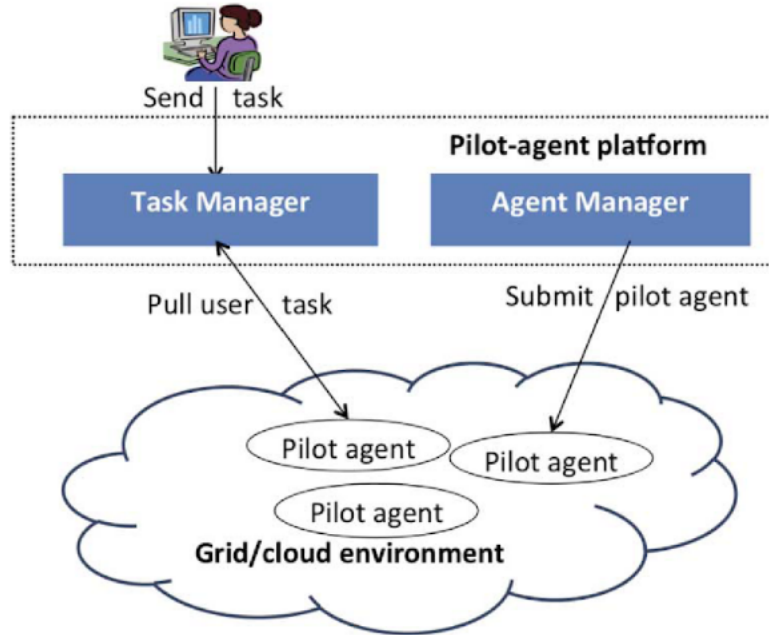 Send task
Pilot-agent platform
Task Manager
Agent Manager
Pull user task
Submit pilot agent
Pilot agent
Pilot agent
Pilot agent
Grid/cloud environment